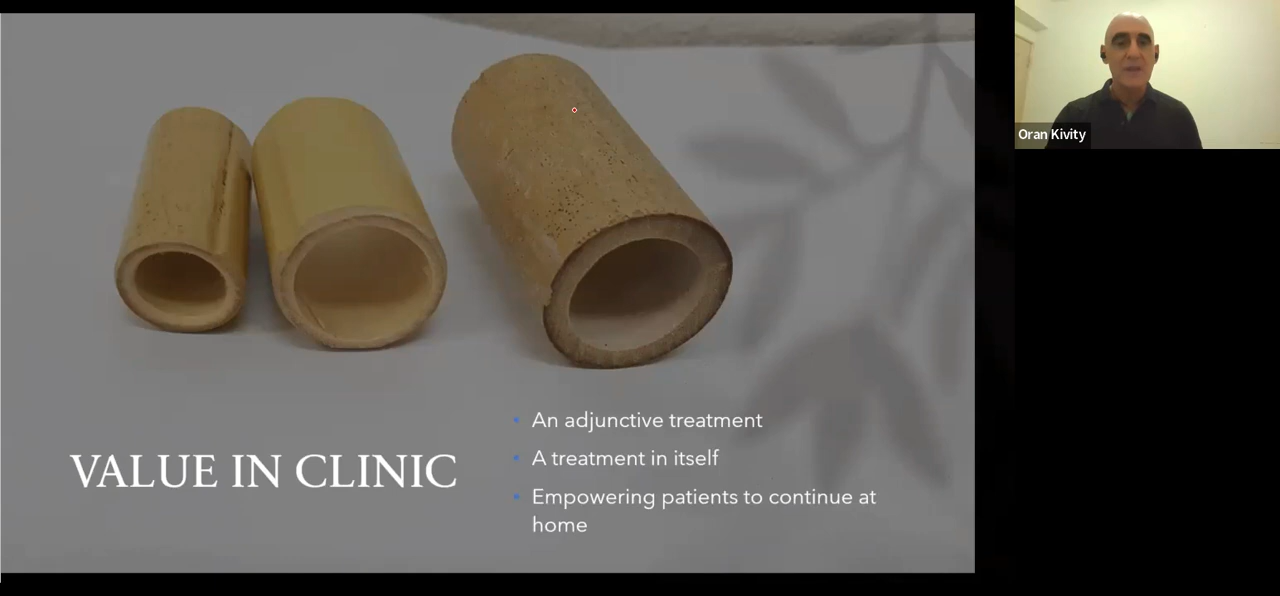 Oran Kivity
An adjunctive treatment
A treatment in itself
VALUE IN CLINIC
Empowering patients to continue at
home